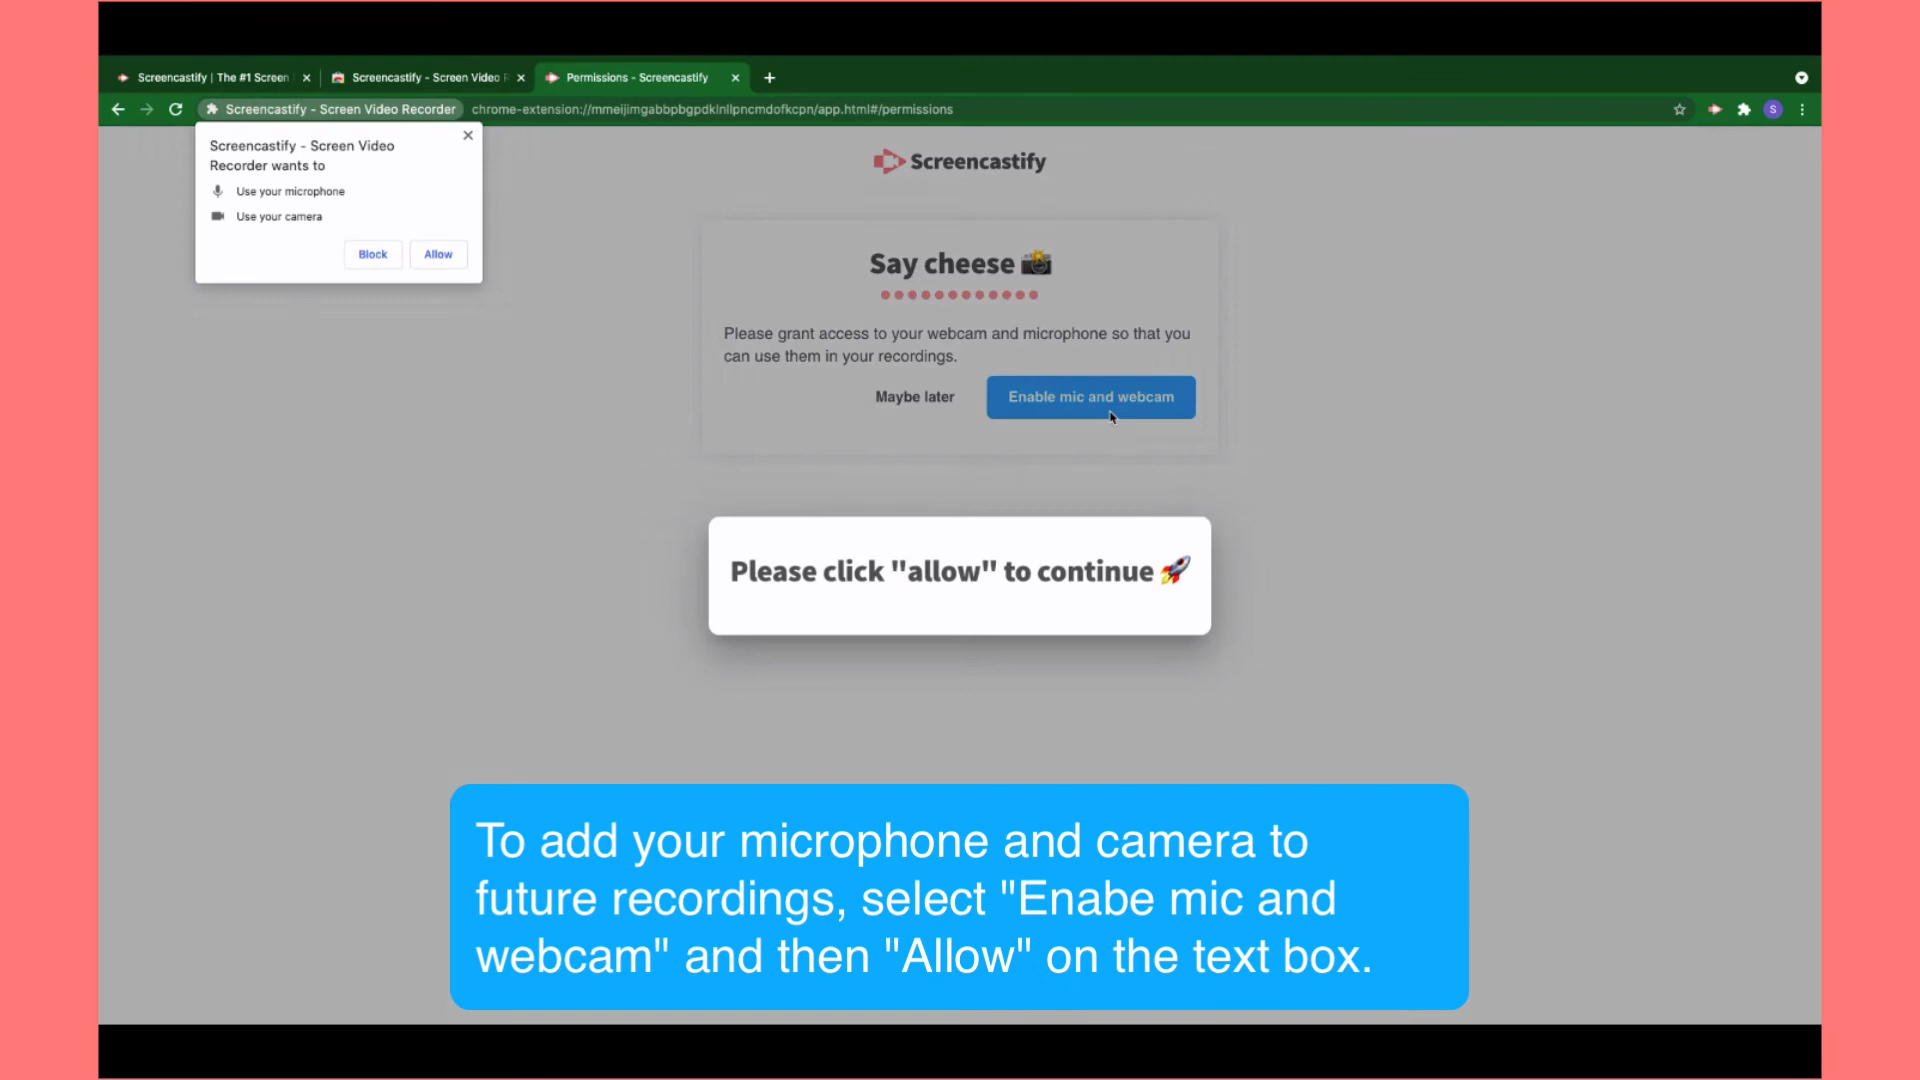 Screencastify | The #1 Screen
Screencastify - Screen Video R
Permissions - Screencastify
Screencastify - Screen Video Recorder
chrome-extension://mmeijimgabbpbgpdklnllpncmdofkcpn/app.html#/permissions
S
Screencastify - Screen Video
Recorder wants to
Use your microphone
Use your camera
Block
Allow
Screencastify
Say cheese 📸
Please grant access to your webcam and microphone so that you
can use them in your recordings.
Maybe later
Enable mic and webcam
Please click "allow" to continue 🚀
To add your microphone and camera to
future recordings, select "Enabe mic and
webcam" and then "Allow" on the text box.